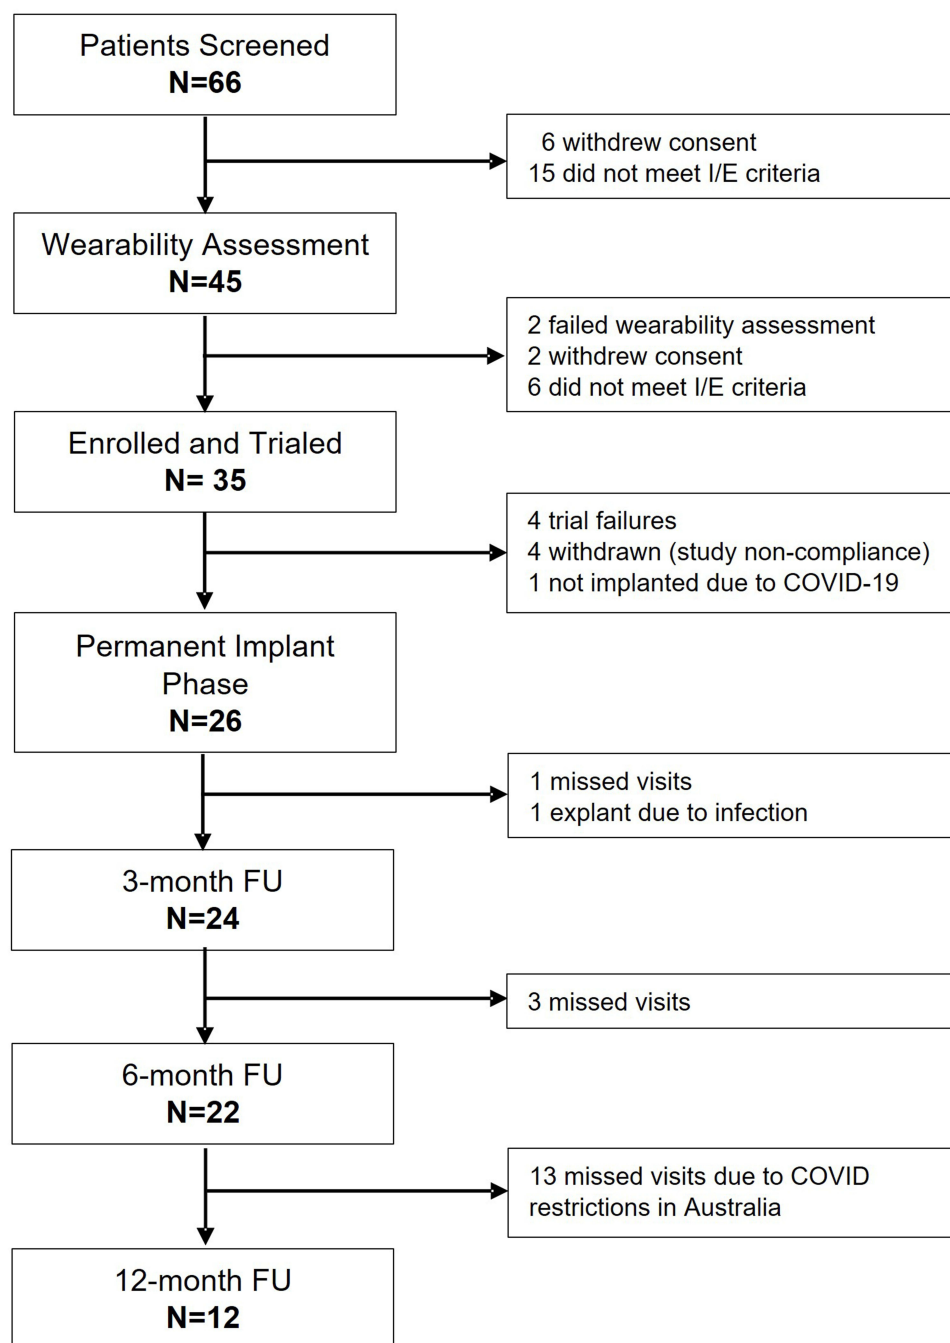 Patients Screened
N=66
6 withdrew consent
15 did not meet I/E criteria
Wearability Assessment
N=45
2 failed wearability assessment
2 withdrew consent
6 did not meet I/E criteria
Enrolled and Trialed
N= 35
4 trial failures
4 withdrawn (study non-compliance)
1 not implanted due to COVID-19
Permanent Implant
Phase
N=26
1 missed visits
1 explant due to infection
3-month FU
N=24
3 missed visits
6-month FU
N=22
13 missed visits due to COVID
restrictions in Australia
12-month FU
N=12